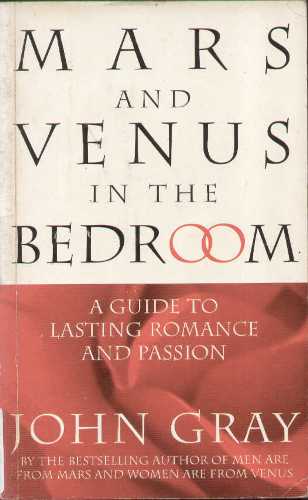 MARS
AND
VENUS
IN THE
BEDROOM
A GUIDE TO
LASTING ROMANCE
AND PASSION
JOHN GRAY
BY THE BESTSELLING AUTHOR OF MEN ARE
FROM MARS AND WOMEN ARE FROM VENUS